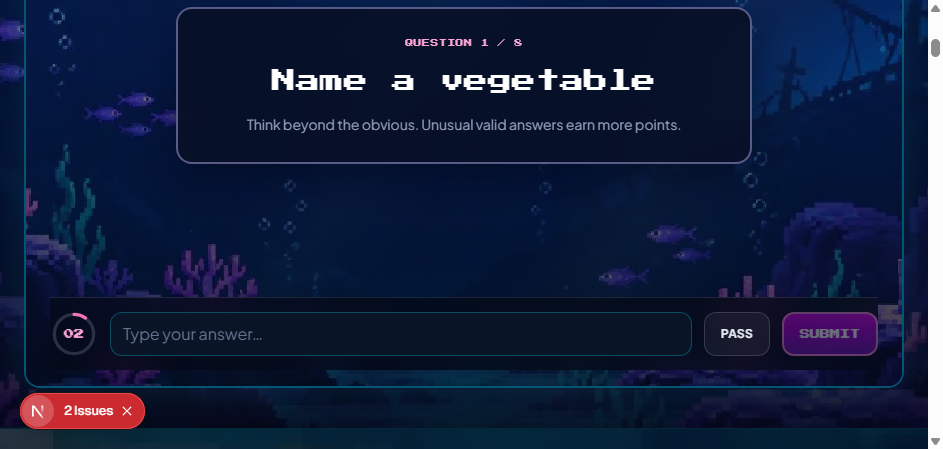 QUESTION 1 / 8
Name a vegetable
Think beyond the obvious. Unusual valid answers earn more points.
02
Type your answer...
PASS
SUBMIT
N
2 Issues